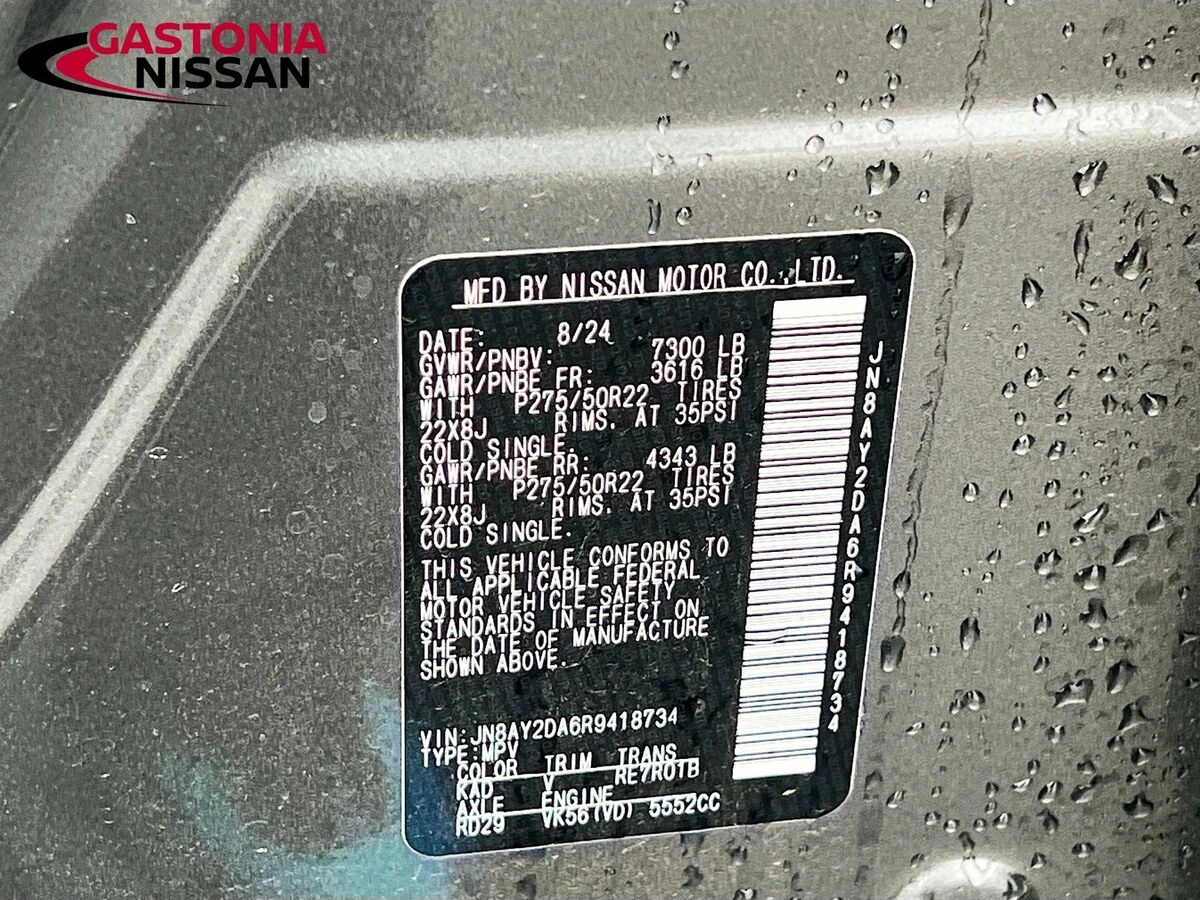 GASTONIA
NISSAN
MFD BY NISSAN MOTOR CO.,LTD.
DATE: 8/24
GVWR/PNBV: 7300 LB
GAWR/PNBE FR: 3616 LB
WITH P275/50R22 TIRES
22X8J RIMS. AT 35PSI
COLD SINGLE.
GAWR/PNBE RR: 4343 LB
WITH P275/50R22 TIRES
22X8J RIMS. AT 35PSI
COLD SINGLE.
THIS VEHICLE CONFORMS TO
ALL APPLICABLE FEDERAL
MOTOR VEHICLE SAFETY
STANDARDS IN EFFECT ON
THE DATE OF MANUFACTURE
SHOWN ABOVE.
VIN:JN8AY2DA6R9418734
TYPE:MPV
COLOR TRIM TRANS
KAD V RE7R01B
AXLE ENGINE
RD29 VK56(VD) 5552CC
JN8AY2DA6R9418734